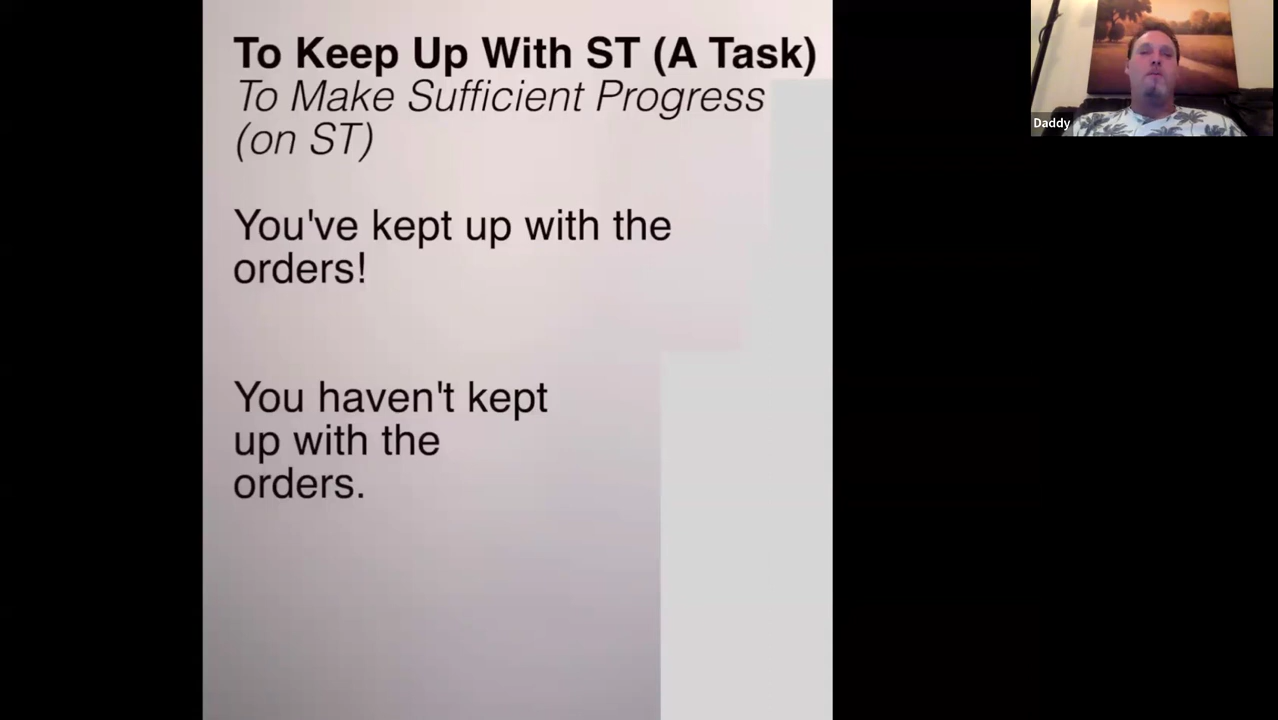 To Keep Up With ST (A Task)
To Make Sufficient Progress
(on ST)
You've kept up with the
orders!
You haven't kept
up with the
orders.
Daddy